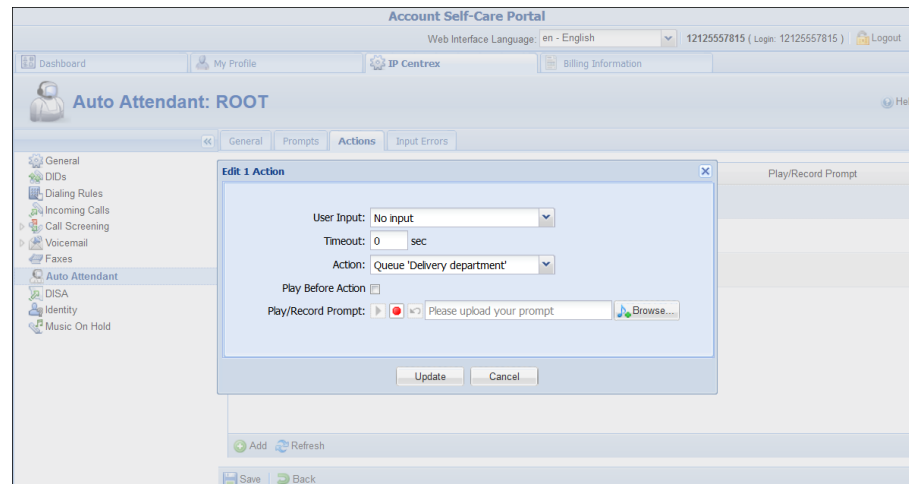 Account Self-Care Portal
Web Interface Language: en - English 12125557815 ( Login: 12125557815 ) Logout
Dashboard My Profile IP Centrex Billing Information
Auto Attendant: ROOT
He
General Prompts Actions Input Errors
General
DIDs
Dialing Rules
Incoming Calls
Call Screening
Voicemail
Faxes
Auto Attendant
DISA
Identity
Music On Hold
Play/Record Prompt
Edit 1 Action
User Input: No input
Timeout: 0 sec
Action: Queue 'Delivery department'
Play Before Action
Play/Record Prompt: Please upload your prompt Browse...
Update Cancel
Add Refresh
Save Back